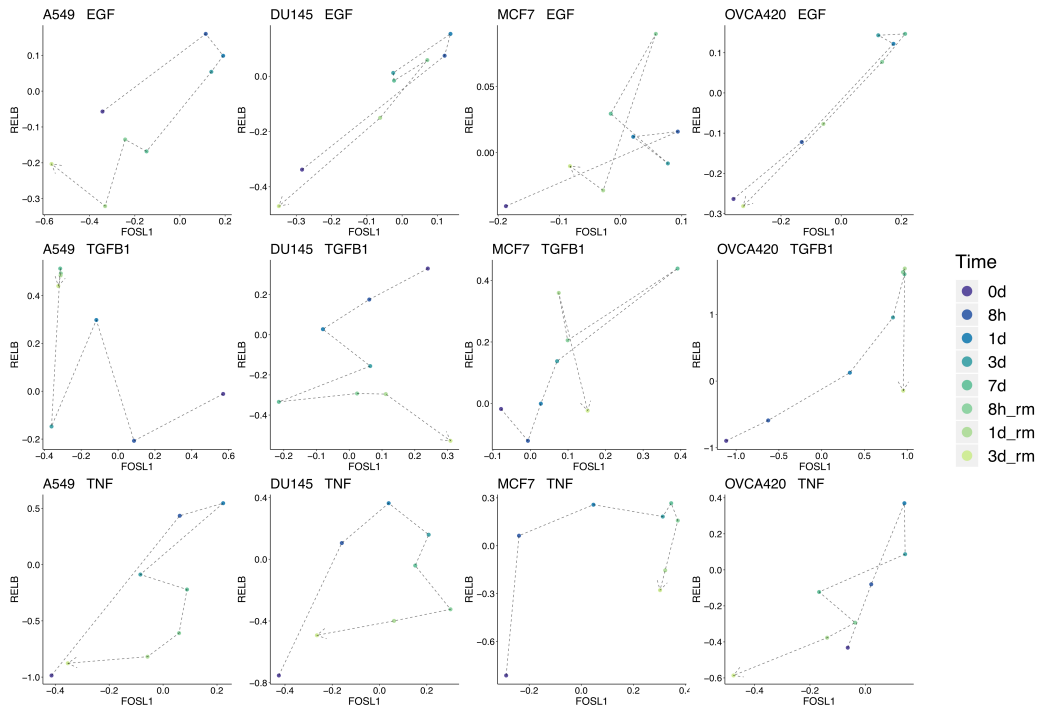 A549 EGF
DU145 EGF
MCF7 EGF
OVCA420 EGF
RELB
0.1
0.0
−0.1
−0.2
−0.3
−0.6 −0.4 −0.2 0.0 0.2
FOSL1
RELB
0.0
−0.2
−0.4
−0.3 −0.2 −0.1 0.0 0.1
FOSL1
RELB
0.05
0.00
−0.2 −0.1 0.0 0.1
FOSL1
RELB
0.1
0.0
−0.1
−0.2
−0.3
−0.2 0.0 0.2
FOSL1
A549 TGFB1
DU145 TGFB1
MCF7 TGFB1
OVCA420 TGFB1
RELB
0.4
0.2
0.0
−0.2
−0.4 −0.2 0.0 0.2 0.4 0.6
FOSL1
RELB
0.2
0.0
−0.2
−0.4
−0.2 −0.1 0.0 0.1 0.2 0.3
FOSL1
RELB
0.4
0.2
0.0
−0.1 0.0 0.1 0.2 0.3 0.4
FOSL1
RELB
1
0
−1
−1.0 −0.5 0.0 0.5 1.0
FOSL1
A549 TNF
DU145 TNF
MCF7 TNF
OVCA420 TNF
RELB
0.5
0.0
−0.5
−1.0
−0.4 −0.2 0.0 0.2
FOSL1
RELB
0.4
0.0
−0.4
−0.8
−0.4 −0.2 0.0 0.2
FOSL1
RELB
0.3
0.0
−0.3
−0.6
−0.2 0.0 0.2
FOSL1
RELB
0.4
0.2
0.0
−0.2
−0.4
−0.6
−0.4 −0.2 0.0
FOSL1
Time
0d
8h
1d
3d
7d
8h_rm
1d_rm
3d_rm